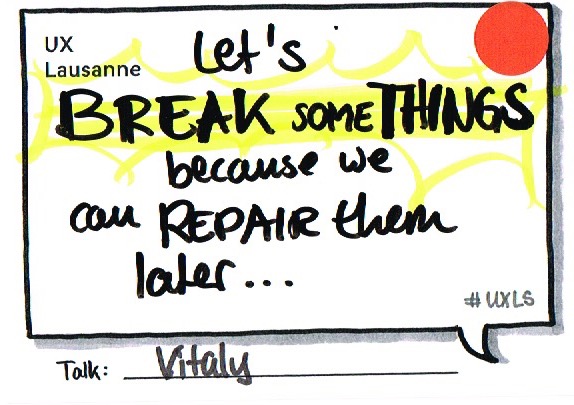 UX
Lausanne
Let's
BREAK SOME THINGS
because we
can REPAIR them
later...
#UXLS
Talk: Vitaly